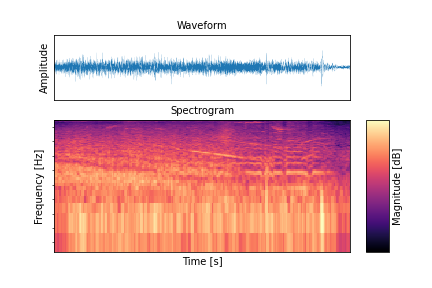 Waveform
Amplitude
Spectrogram
Frequency [Hz]
Time [s]
Magnitude [dB]